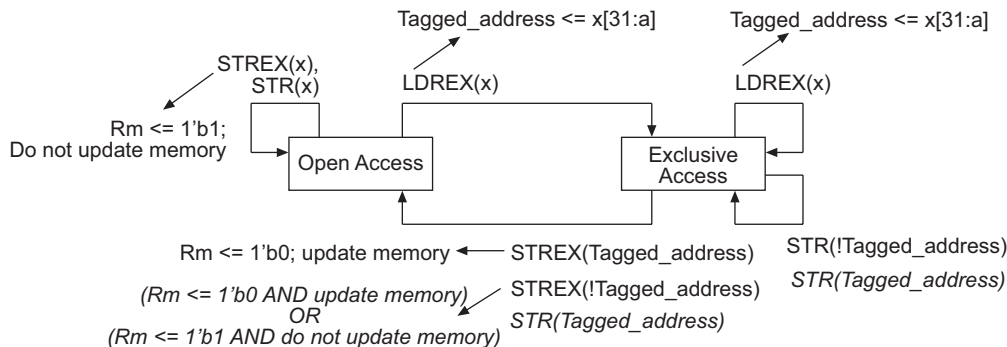 Tagged_address <= x[31:a]
Tagged_address <= x[31:a]
STREX(x),
STR(x)
LDREX(x)
LDREX(x)
Rm <= 1'b1;
Do not update memory
Open Access
Exclusive
Access
Rm <= 1'b0; update memory
STREX(Tagged_address)
STR(!Tagged_address)
STR(Tagged_address)
(Rm <= 1'b0 AND update memory)
OR
(Rm <= 1'b1 AND do not update memory)
STREX(!Tagged_address)
STR(Tagged_address)